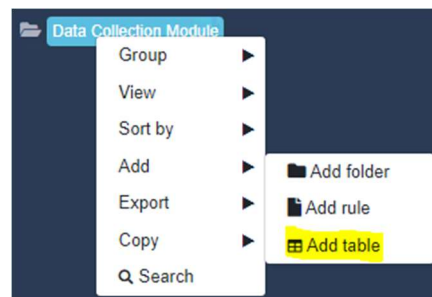 Data Collection Module
Group
View
Sort by
Add
Export
Copy
Search
Add folder
Add rule
Add table